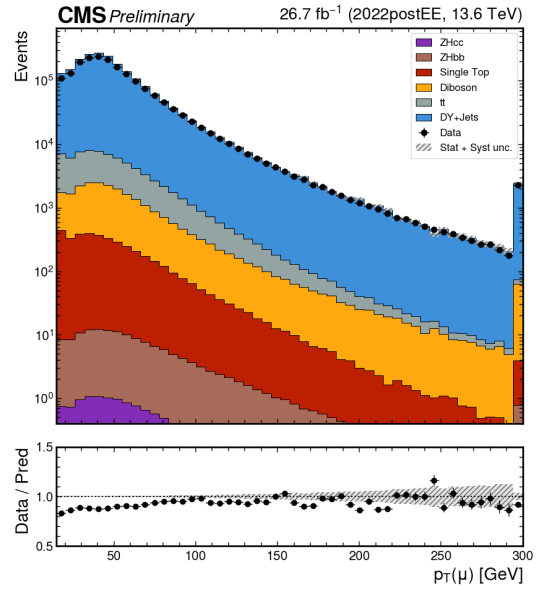 CMS Preliminary 26.7 fb⁻¹ (2022postEE, 13.6 TeV)
Events
10⁵
10⁴
10³
10²
10¹
10⁰
ZHcc
ZHbb
Single Top
Diboson
tt
DY+Jets
Data
Stat + Syst unc.
Data / Pred
1.5
1.0
0.5
50 100 150 200 250 300
p_T(μ) [GeV]